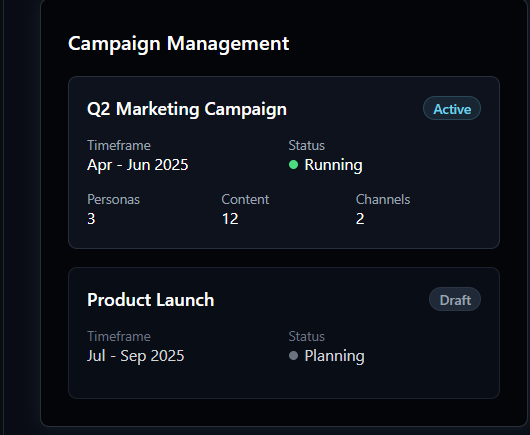 Campaign Management
Q2 Marketing Campaign Active
Timeframe Status
Apr - Jun 2025 Running
Personas Content Channels
3 12 2
Product Launch Draft
Timeframe Status
Jul - Sep 2025 Planning